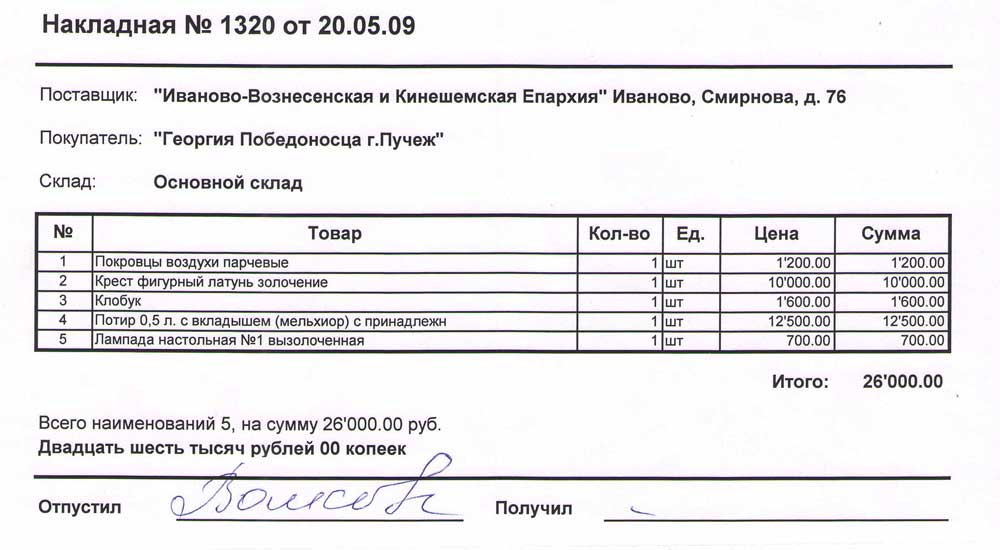 Накладная № 1320 от 20.05.09
Поставщик: "Иваново-Вознесенская и Кинешемская Епархия" Иваново, Смирнова, д. 76
Покупатель: "Георгия Победоносца г.Пучеж"
Склад: Основной склад
№ Товар Кол-во Ед. Цена Сумма
1 Покровцы воздухи парчевые 1 шт 1'200.00 1'200.00
2 Крест фигурный латунь золочение 1 шт 10'000.00 10'000.00
3 Клобук 1 шт 1'600.00 1'600.00
4 Потир 0,5 л. с вкладышем (мельхиор) с принадлежн 1 шт 12'500.00 12'500.00
5 Лампада настольная №1 вызолоченная 1 шт 700.00 700.00
Итого: 26'000.00
Всего наименований 5, на сумму 26'000.00 руб.
Двадцать шесть тысяч рублей 00 копеек
Отпустил Получил